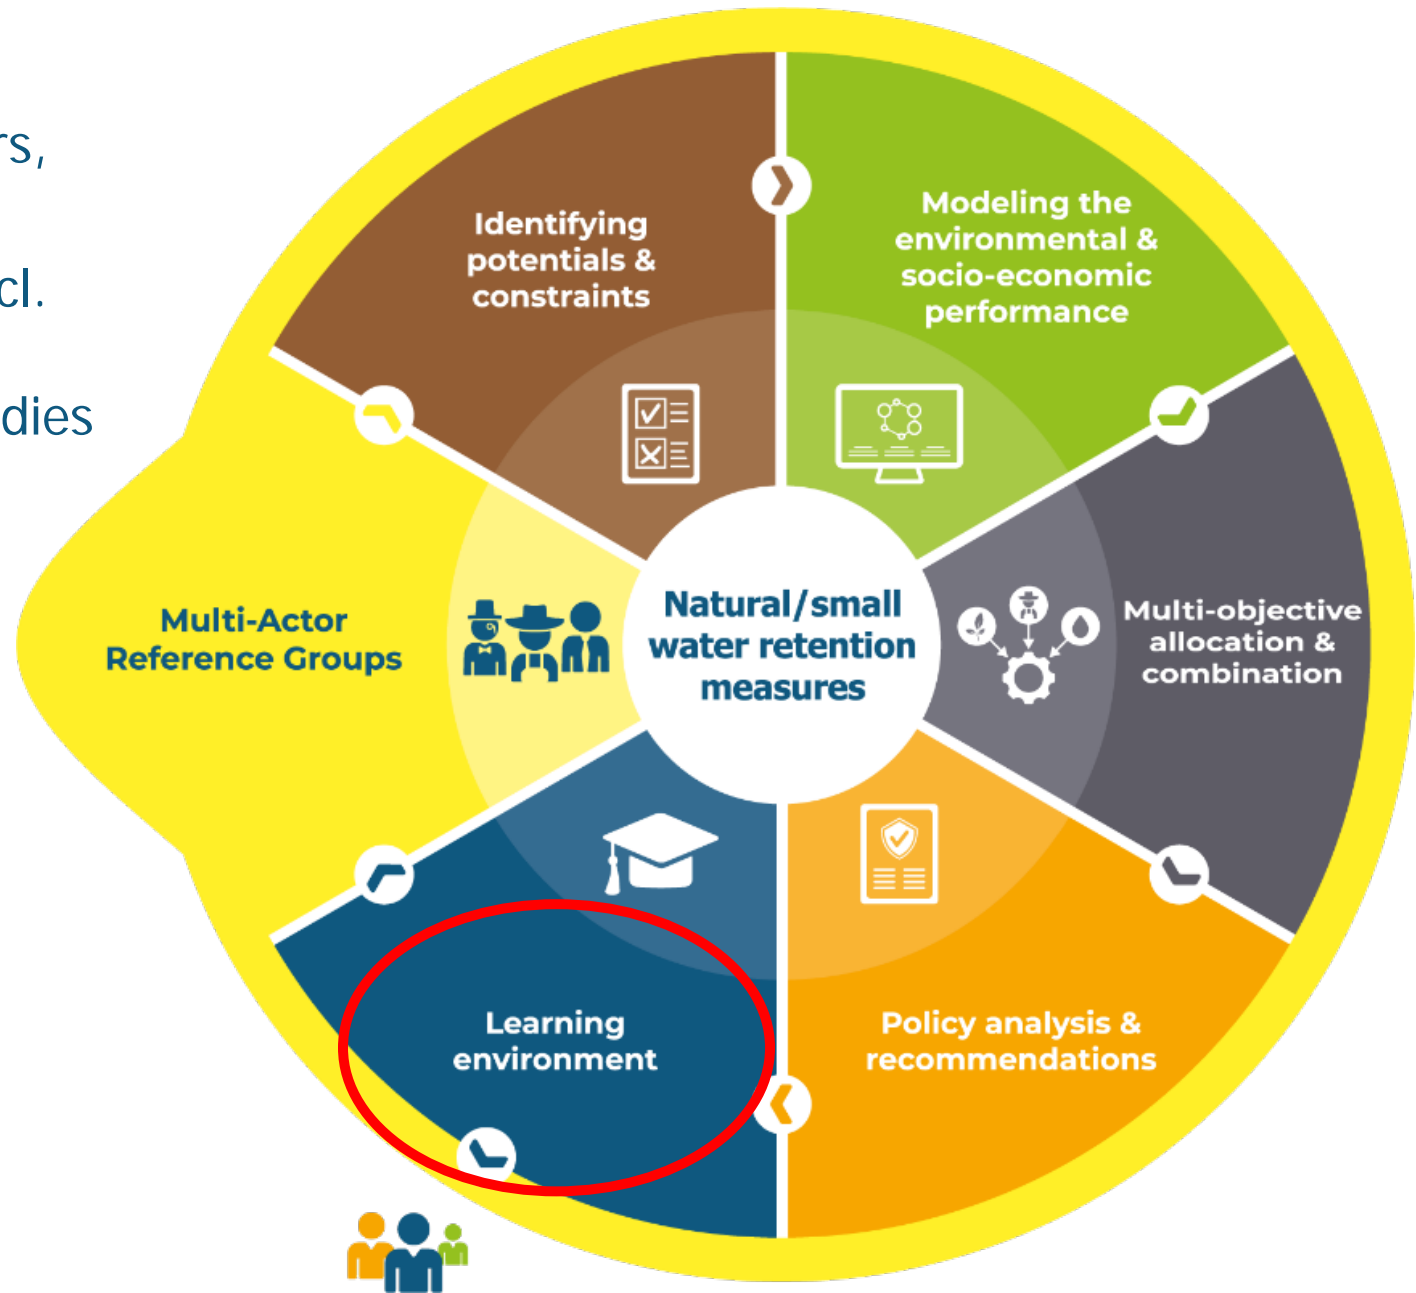 rs,
cl.
dies
Identifying
potentials &
constraints
Modeling the
environmental &
socio-economic
performance
Multi-Actor
Reference Groups
Natural/small
water retention
measures
Multi-objective
allocation &
combination
Learning
environment
Policy analysis &
recommendations